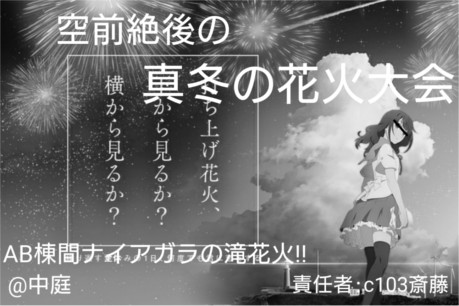 空前絶後の
真冬の花火大会
打ち上げ花火、
から見るか?
横から見るか?
AB棟間ナイアガラの滝花火!!
@中庭
責任者:c103斎藤